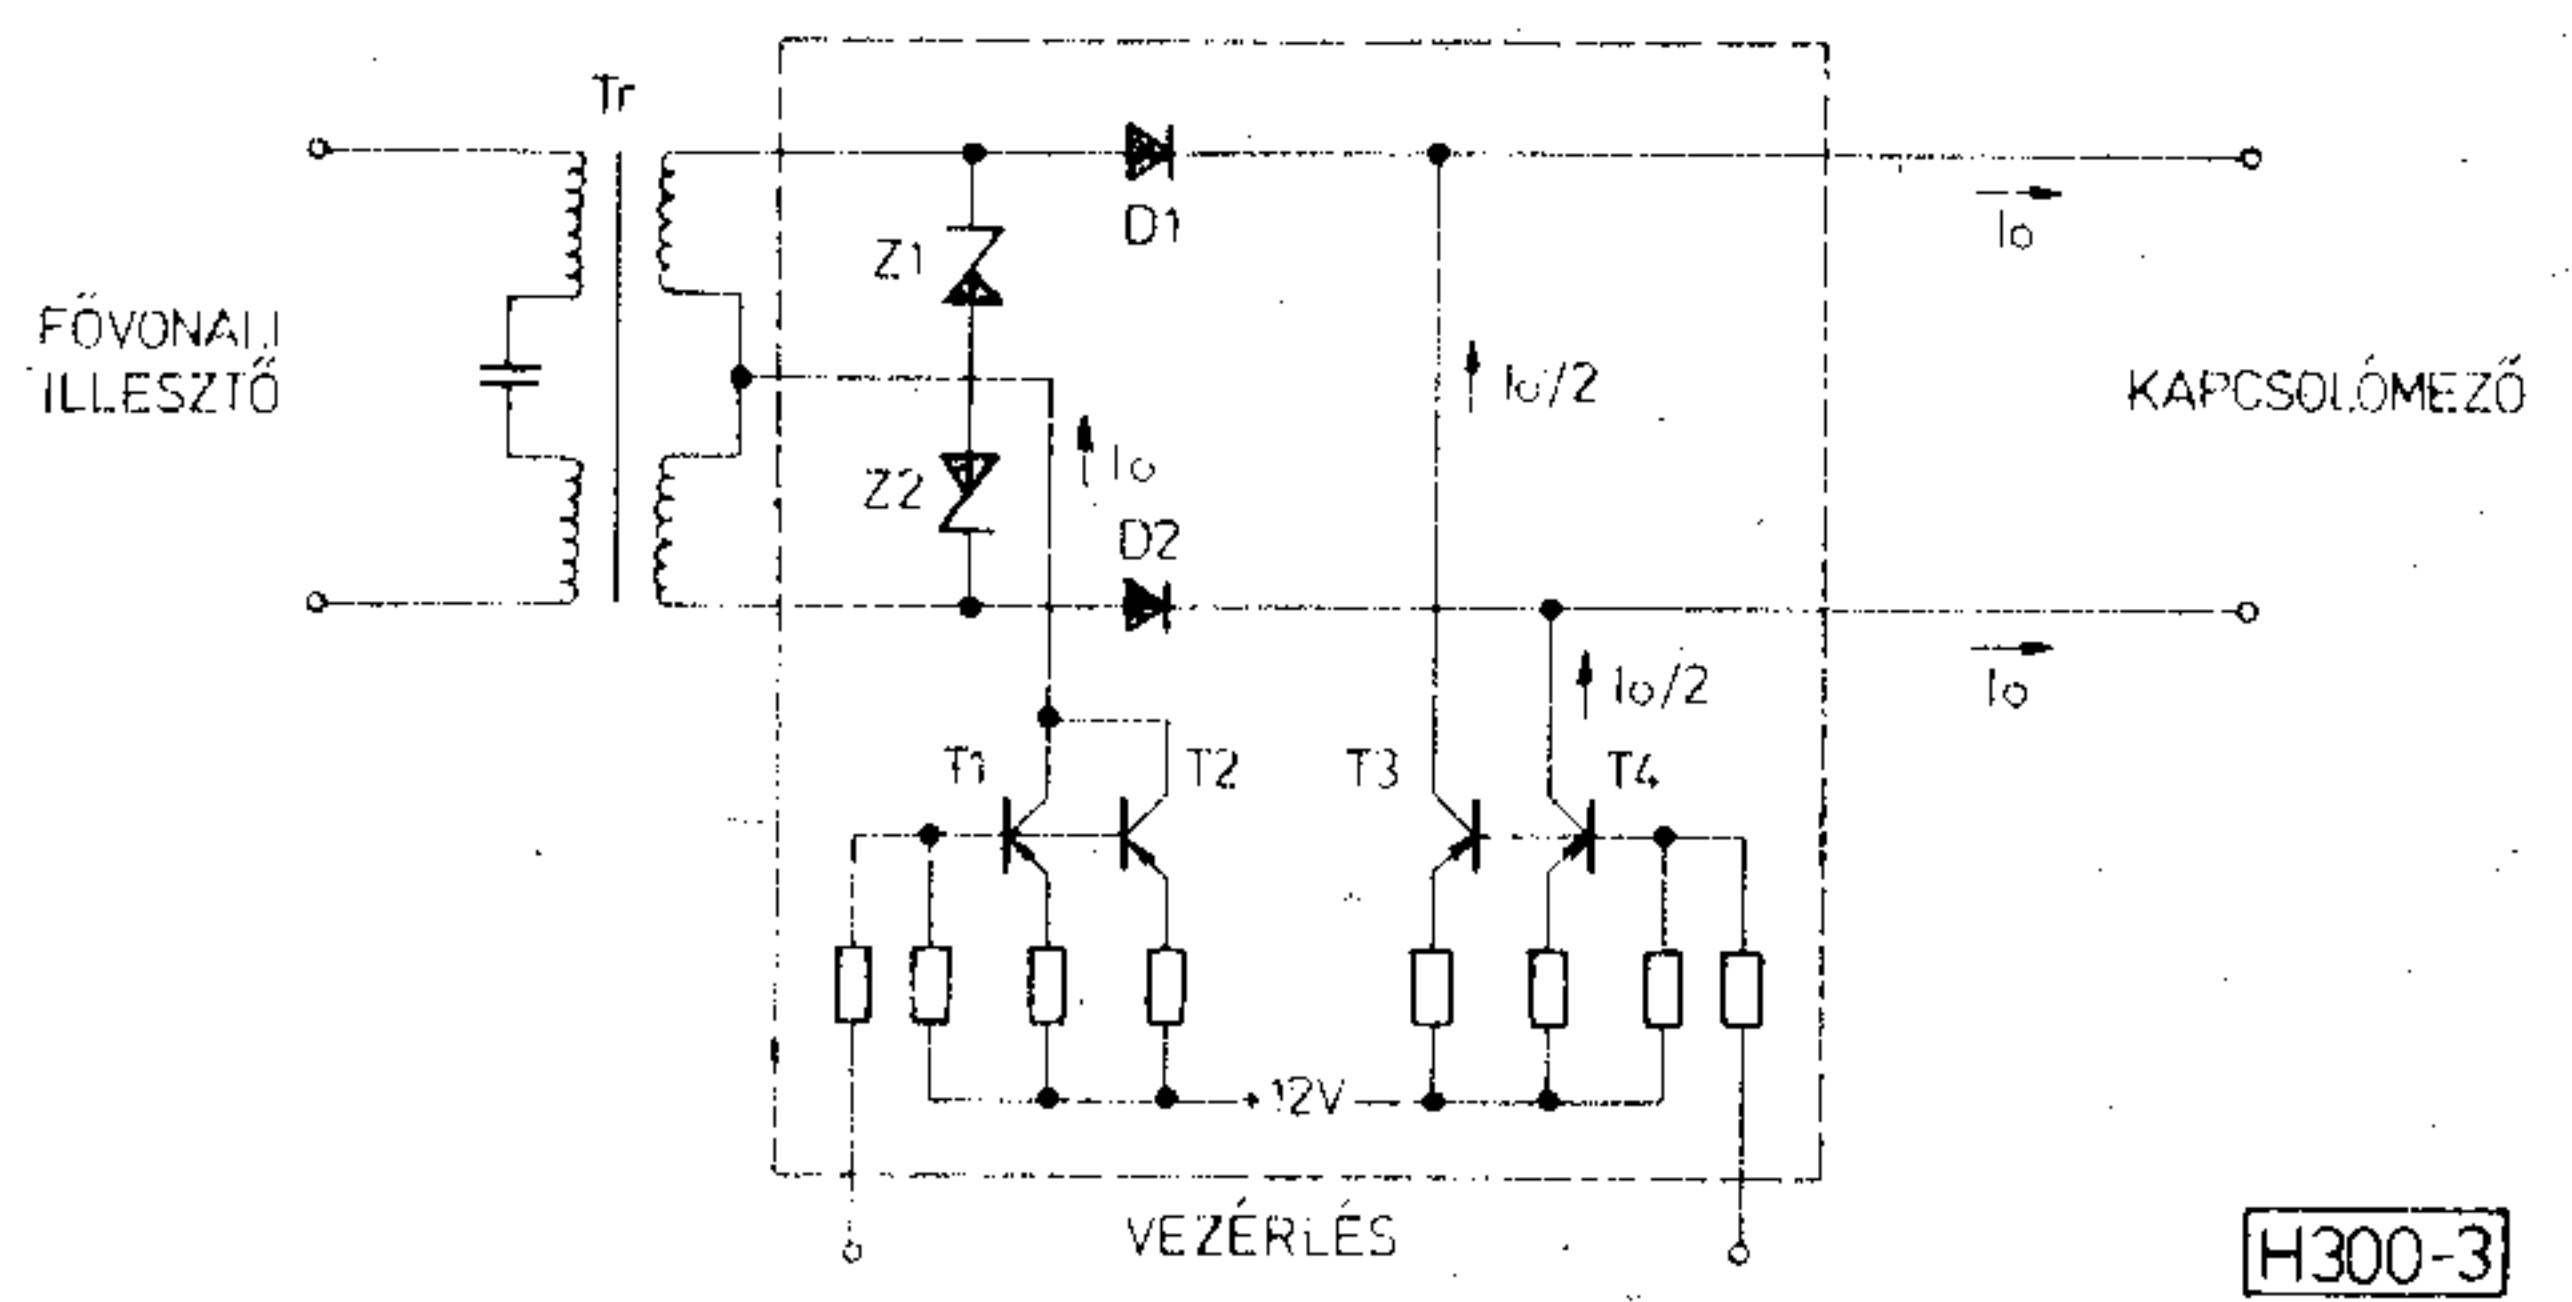 Tr
D1
Z1
Io
FŐVONALI
ILLESZTŐ
Io/2
KAPCSOLÓMEZŐ
Io
Z2
D2
Io/2
Io
T1
T2
T3
T4
+12V
VEZÉRLÉS
H300-3